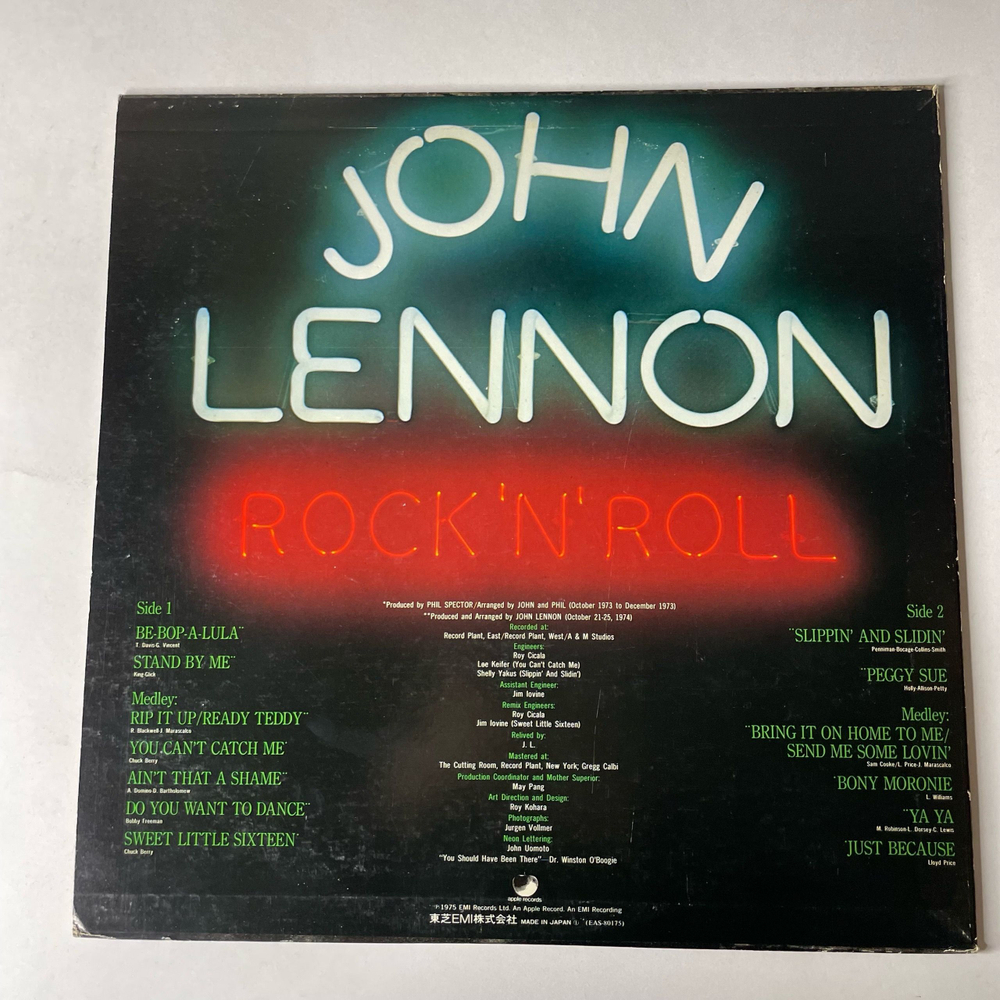 JOHN
LENNON
ROCK 'N' ROLL
Side 1
BE-BOP-A-LULA¨
T. Davis-G. Vincent
STAND BY ME¨
King-Glick
Medley:
RIP IT UP/READY TEDDY¨
R. Blackwell-J. Marascalco
YOU CAN'T CATCH ME*
Chuck Berry
AIN'T THAT A SHAME¨
A. Domino-D. Bartholomew
DO YOU WANT TO DANCE¨
Bobby Freeman
SWEET LITTLE SIXTEEN*
Chuck Berry
*Produced by PHIL SPECTOR/Arranged by JOHN and PHIL (October 1973 to December 1973)
**Produced and Arranged by JOHN LENNON (October 21-25, 1974)
Recorded at:
Record Plant, East/Record Plant, West/A & M Studios
Engineers:
Roy Cicala
Lee Keifer (You Can't Catch Me)
Shelly Yakus (Slippin' And Slidin')
Assistant Engineer:
Jim Iovine
Remix Engineers:
Roy Cicala
Jim Iovine (Sweet Little Sixteen)
Relived by:
J. L.
Mastered at:
The Cutting Room, Record Plant, New York; Gregg Calbi
Production Coordinator and Mother Superior:
May Pang
Art Direction and Design:
Roy Kohara
Photographs:
Jurgen Vollmer
Neon Lettering:
John Uomoto
"You Should Have Been There"—Dr. Winston O'Boogie
Side 2
¨SLIPPIN' AND SLIDIN'
Penniman-Bocage-Collins-Smith
¨PEGGY SUE
Holly-Allison-Petty
Medley:
¨BRING IT ON HOME TO ME/
SEND ME SOME LOVIN'
Sam Cooke/L. Price-J. Marascalco
*BONY MORONIE
L. Williams
¨YA YA
M. Robinson-L. Dorsey-C. Lewis
*JUST BECAUSE
Lloyd Price
apple records
℗1975 EMI Records Ltd. An Apple Record. An EMI Recording
東芝EMI株式会社 MADE IN JAPAN (EAS-80175)